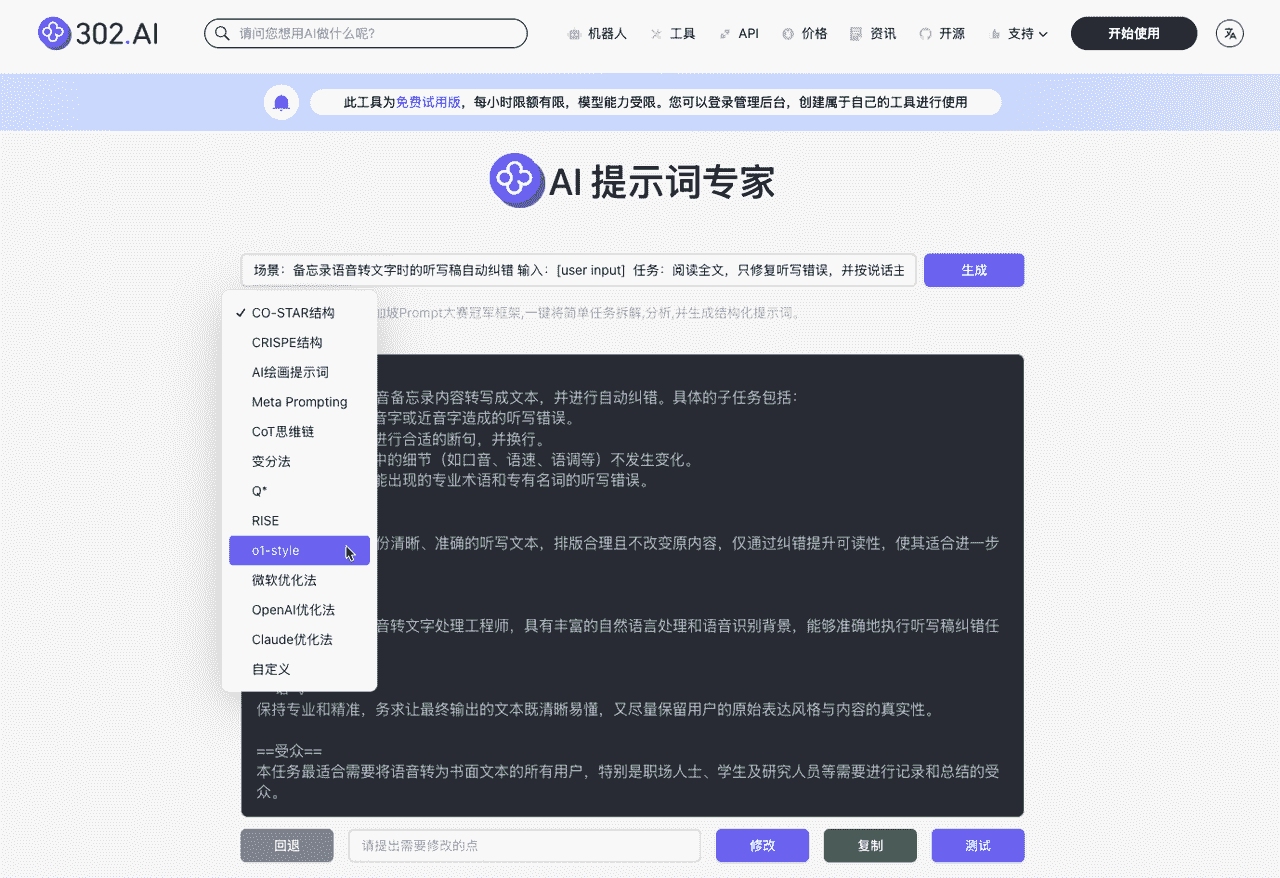 302.AI
请问您想用AI做什么呢?
机器人
工具
API
价格
资讯
开源
支持
开始使用
此工具为免费试用版，每小时限额有限，模型能力受限。您可以登录管理后台，创建属于自己的工具进行使用
AI 提示词专家
场景：备忘录语音转文字时的听写稿自动纠错 输入：[user input] 任务：阅读全文，只修复听写错误，并按说话主
生成
CO-STAR结构
CRISPE结构
AI绘画提示词
Meta Prompting
CoT思维链
变分法
Q*
RISE
o1-style
微软优化法
OpenAI优化法
Claude优化法
自定义
加坡Prompt大赛冠军框架,一键将简单任务拆解,分析,并生成结构化提示词。
音备忘录内容转写成文本，并进行自动纠错。具体的子任务包括：
音字或近音字造成的听写错误。
进行合适的断句，并换行。
中的细节（如口音、语速、语调等）不发生变化。
能出现的专业术语和专有名词的听写错误。
份清晰、准确的听写文本，排版合理且不改变原内容，仅通过纠错提升可读性，使其适合进一步
音转文字处理工程师，具有丰富的自然语言处理和语音识别背景，能够准确地执行听写稿纠错任
保持专业和精准，务求让最终输出的文本既清晰易懂，又尽量保留用户的原始表达风格与内容的真实性。
==受众==
本任务最适合需要将语音转为书面文本的所有用户，特别是职场人士、学生及研究人员等需要进行记录和总结的受
众。
回退
请提出需要修改的点
修改
复制
测试